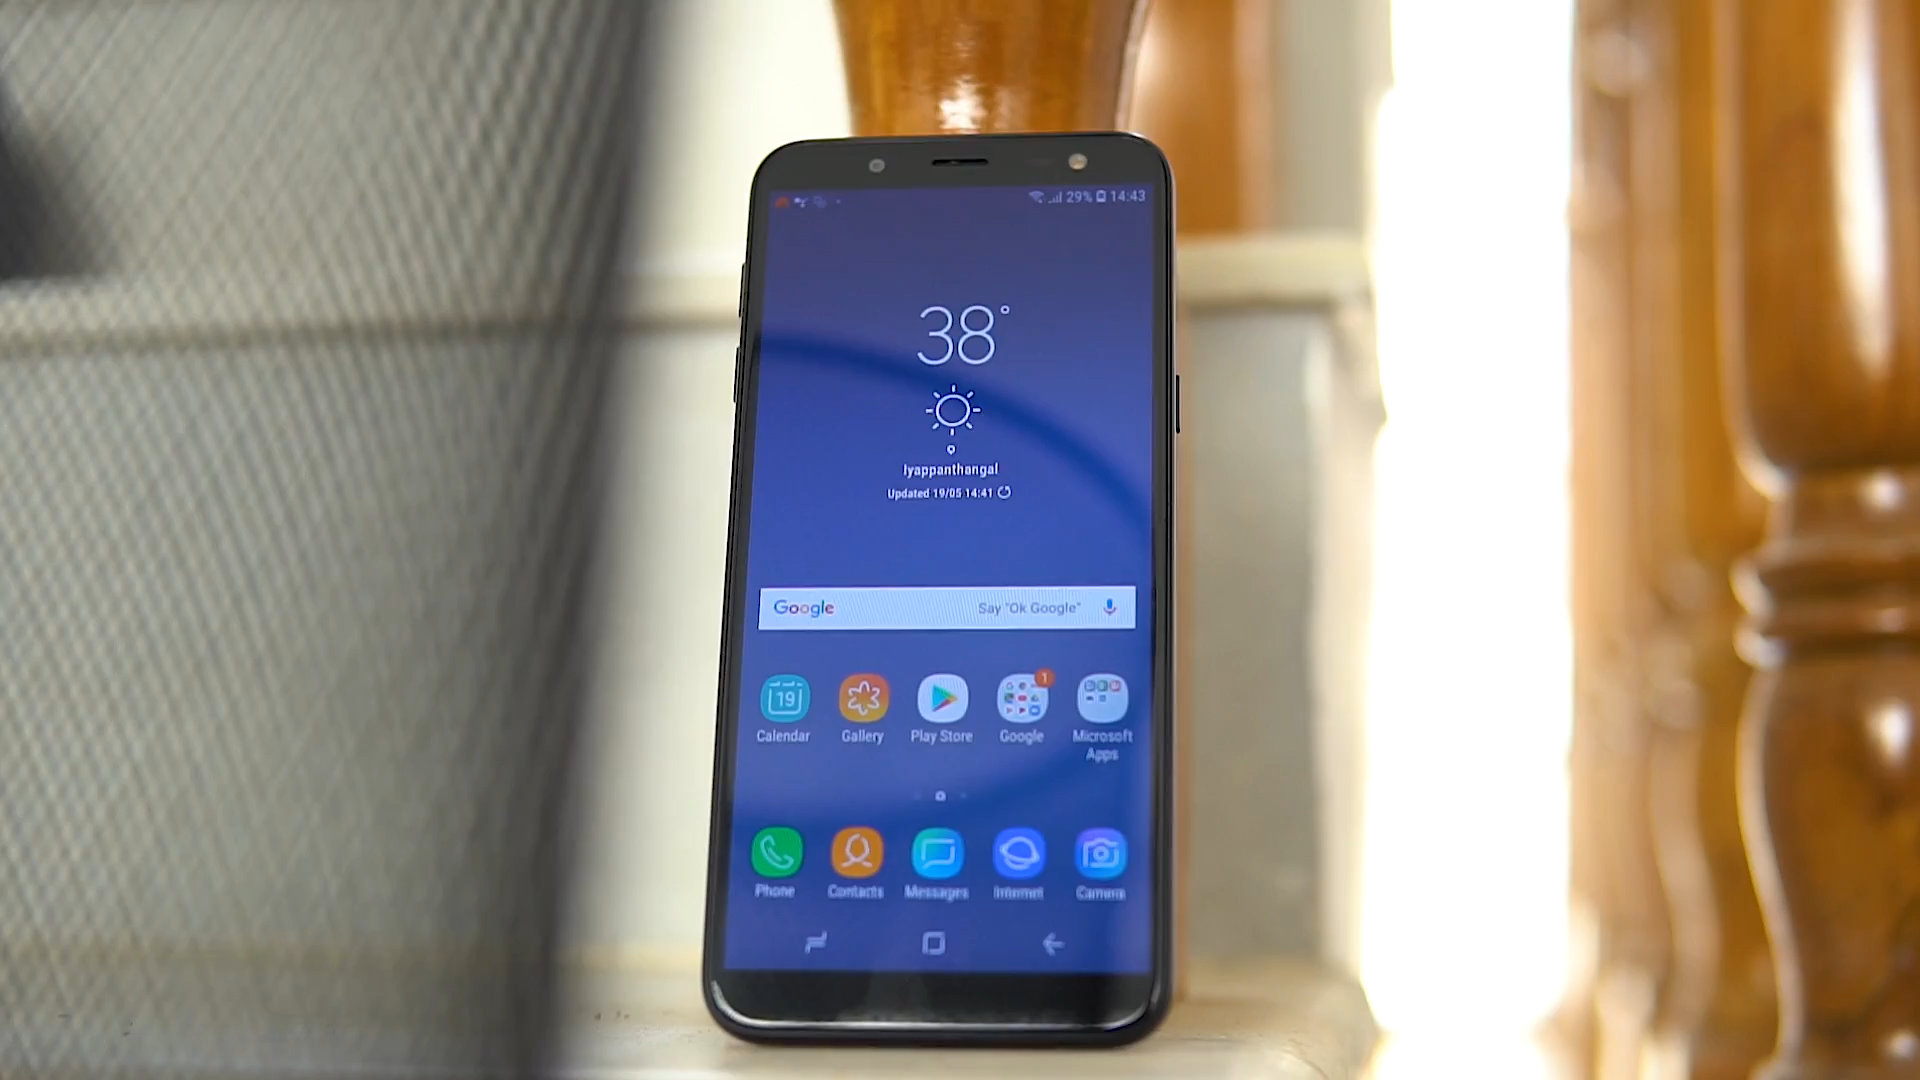 29% 14:43
38°
Iyappanthangal
Updated 19/05 14:41
Google Say "Ok Google"
19
1
Calendar Gallery Play Store Google Microsoft Apps
Phone Contacts Messages Internet Camera